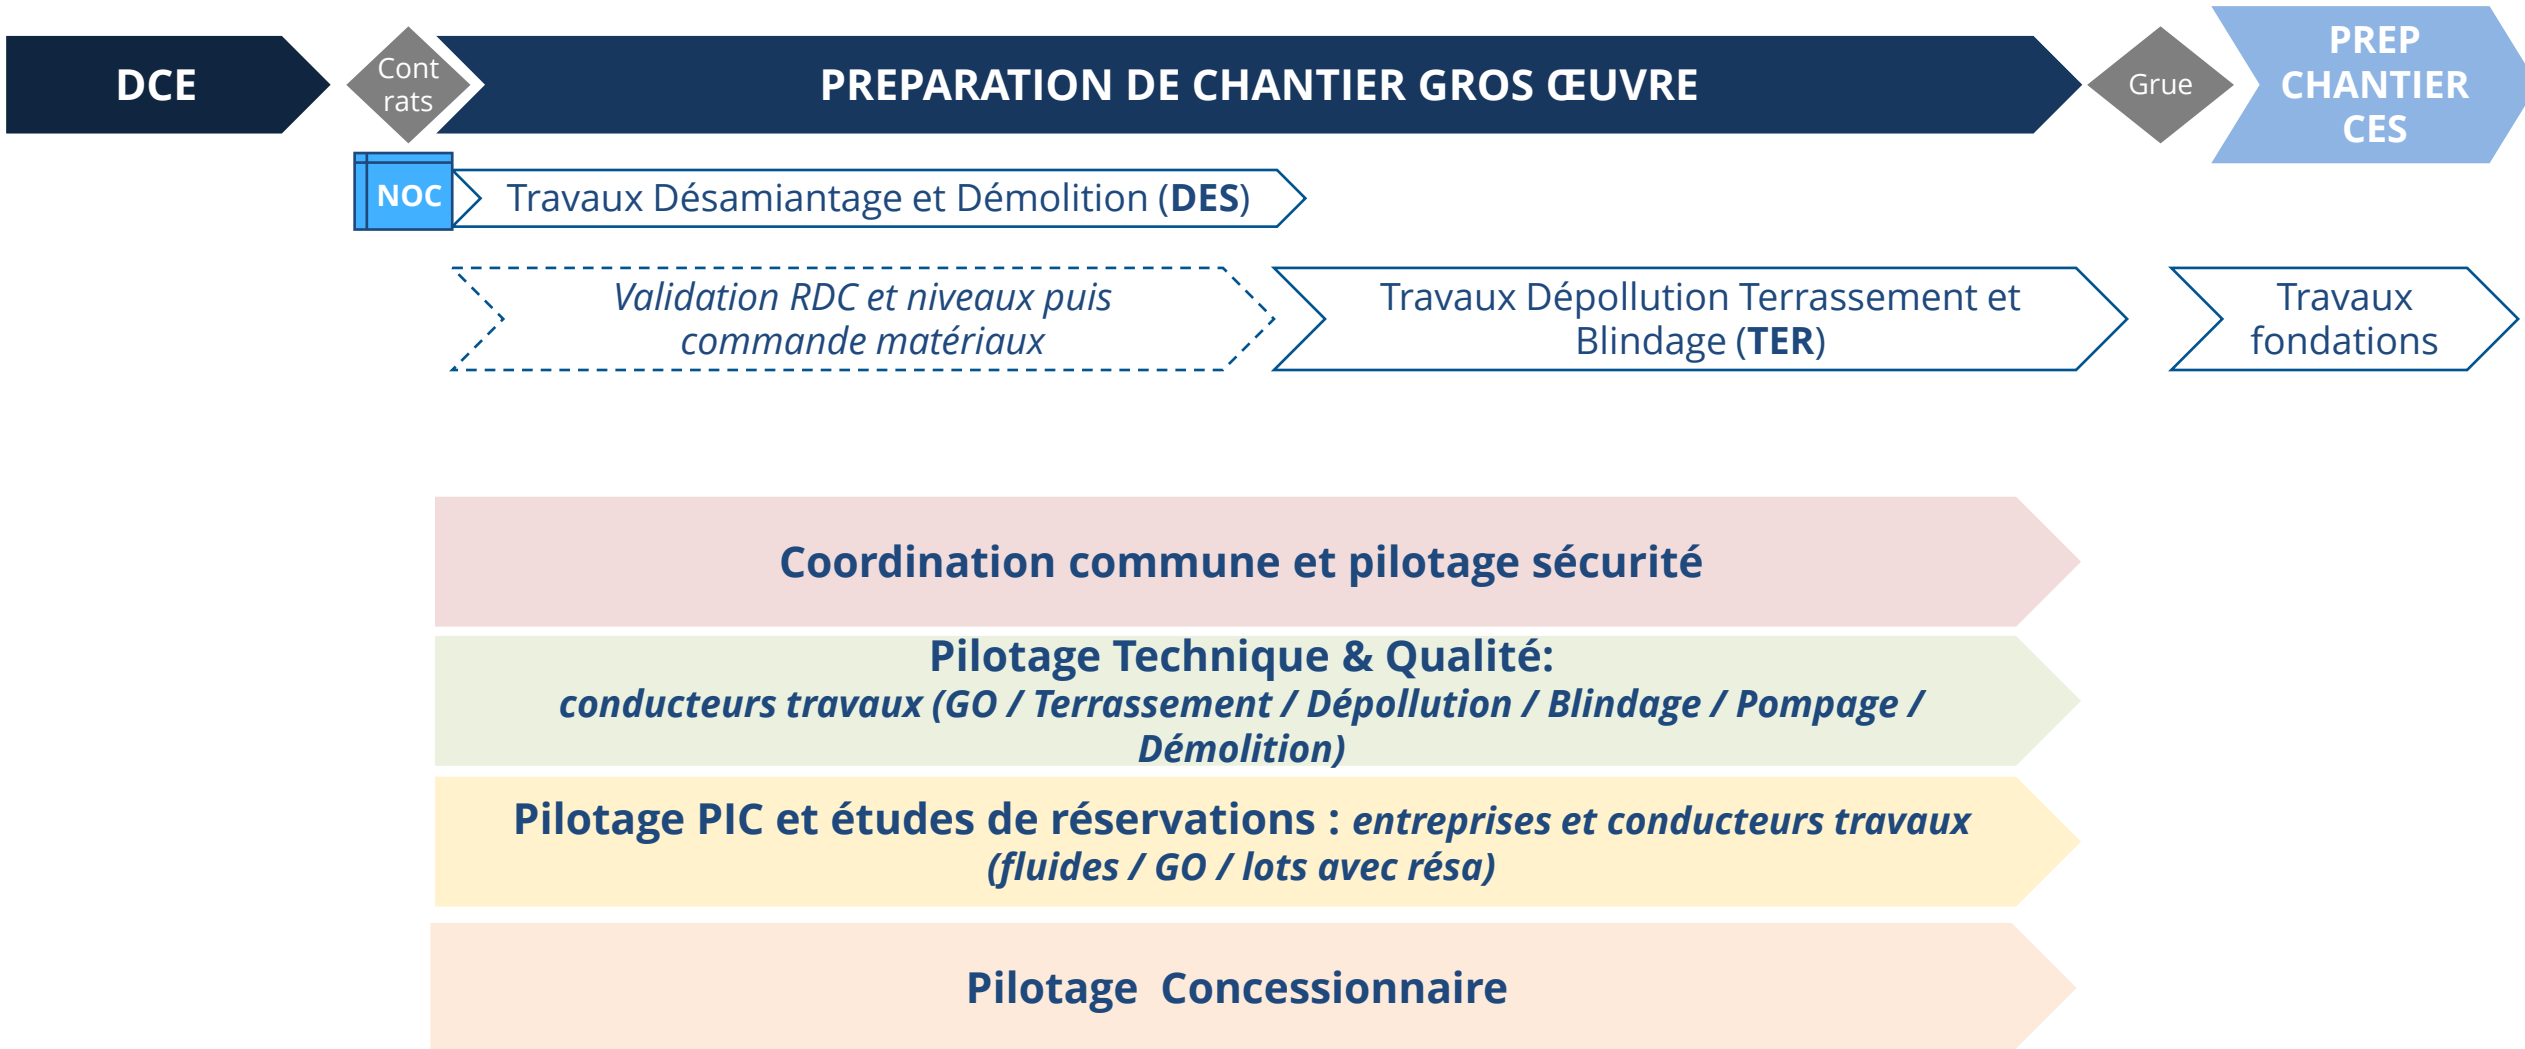 DCE
Cont
rats
PREPARATION DE CHANTIER GROS ŒUVRE
Grue
PREP
CHANTIER
CES
NOC
Travaux Désamiantage et Démolition (DES)
Validation RDC et niveaux puis
commande matériaux
Travaux Dépollution Terrassement et
Blindage (TER)
Travaux
fondations
Coordination commune et pilotage sécurité
Pilotage Technique & Qualité:
conducteurs travaux (GO / Terrassement / Dépollution / Blindage / Pompage /
Démolition)
Pilotage PIC et études de réservations : entreprises et conducteurs travaux
(fluides / GO / lots avec résa)
Pilotage  Concessionnaire